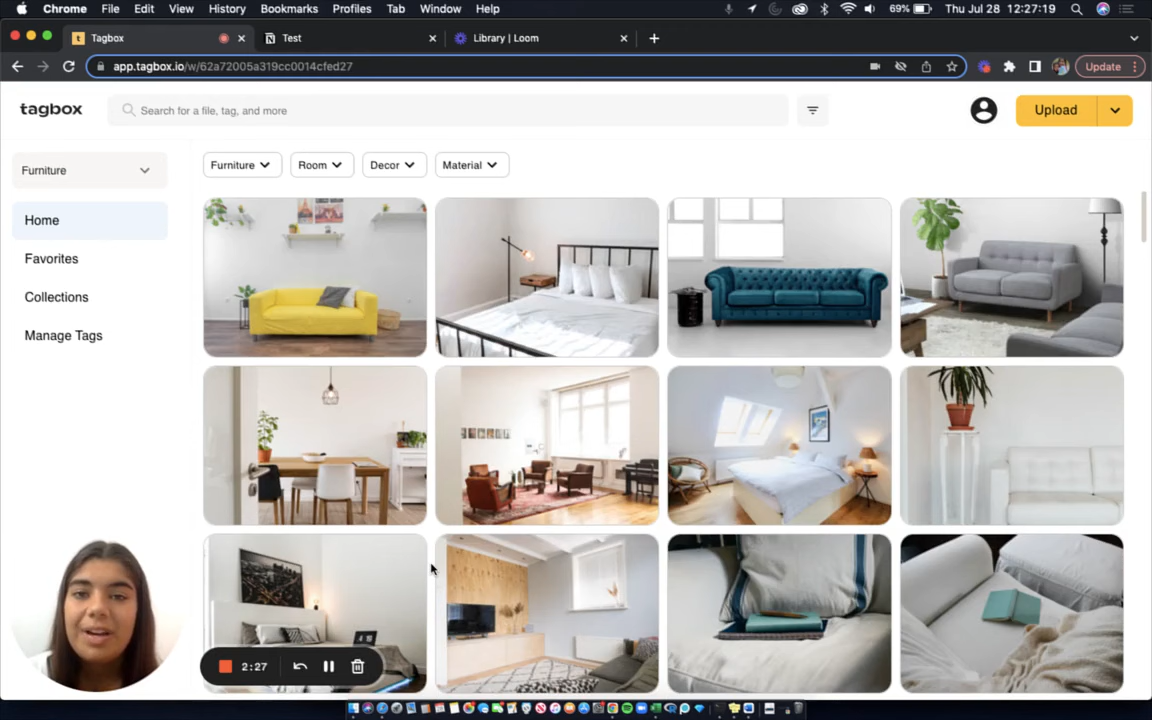 Chrome File Edit View History Bookmarks Profiles Tab Window Help 69% Thu Jul 28 12:27:19
Tagbox Test Library | Loom
app.tagbox.io/w/62a72005a319cc0014cfed27 Update
tagbox Search for a file, tag, and more Upload
Furniture Furniture Room Decor Material
Home
Favorites
Collections
Manage Tags
2:27